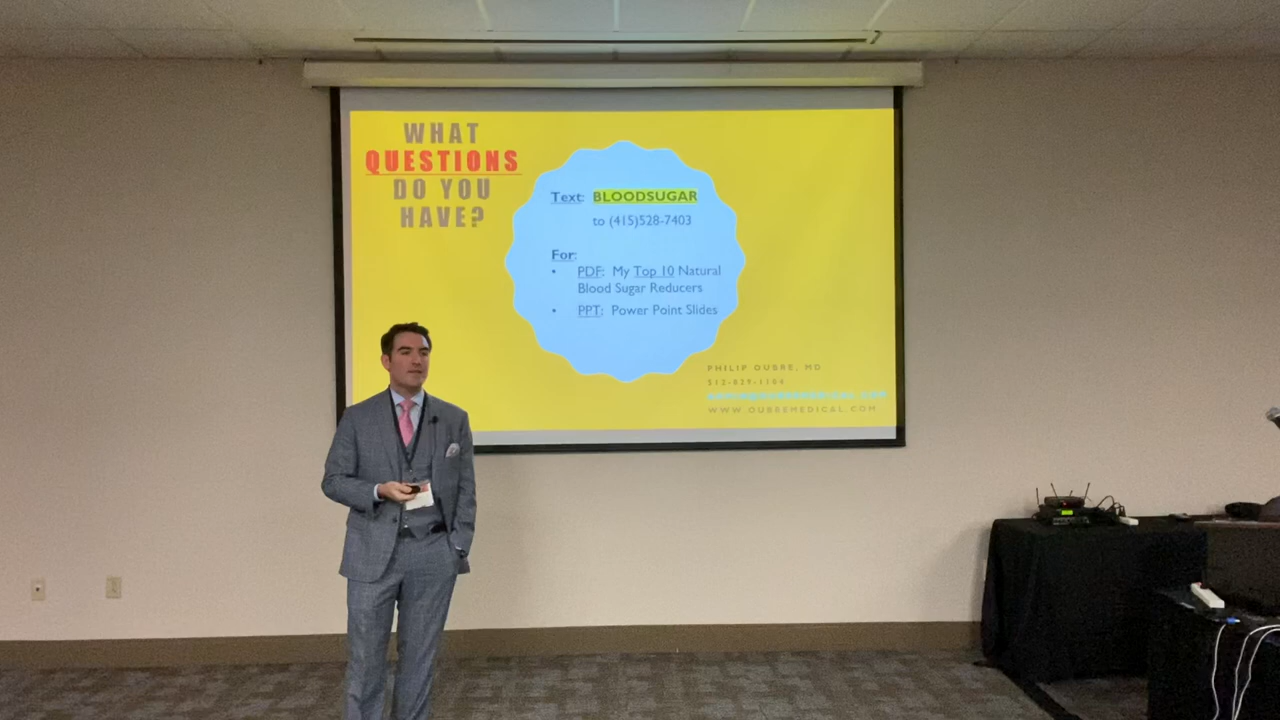 WHAT
QUESTIONS
DO YOU
HAVE?
Text: BLOODSUGAR
to (415)528-7403
For:
• PDF: My Top 10 Natural
Blood Sugar Reducers
• PPT: Power Point Slides
PHILIP OUBRE, MD
WWW.OUBREMEDICAL.COM